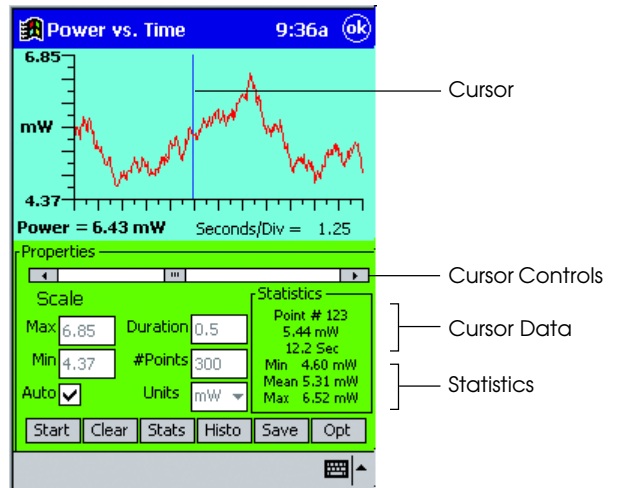 Power vs. Time 9:36a ok
6.85
mW
4.37
Power = 6.43 mW Seconds/Div = 1.25
Cursor
Properties
Cursor Controls
Scale
Max 6.85 Duration 0.5
Min 4.37 #Points 300
Auto Units mW
Statistics
Point # 123
5.44 mW
12.2 Sec
Min 4.60 mW
Mean 5.31 mW
Max 6.52 mW
Cursor Data
Statistics
Start Clear Stats Histo Save Opt